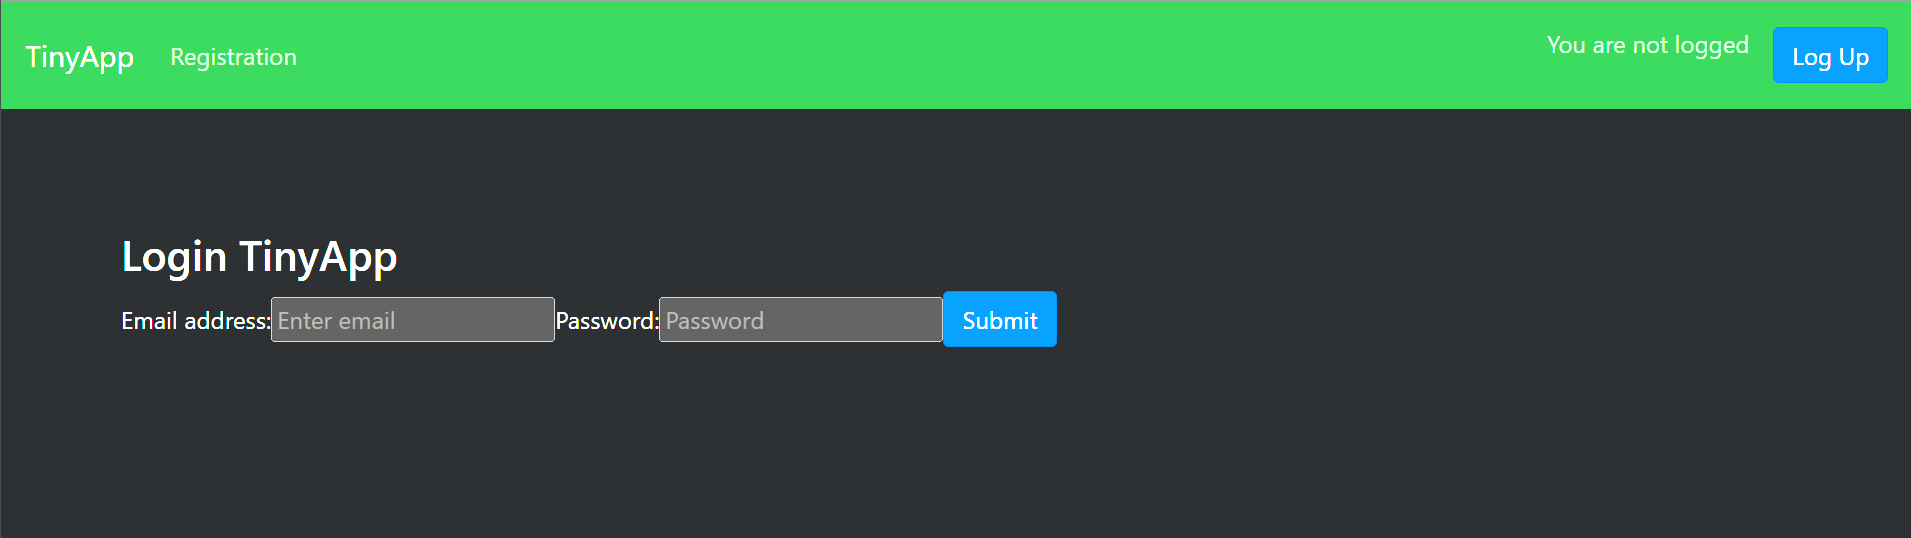 TinyApp Registration You are not logged Log Up
Login TinyApp
Email address: Enter email Password: Password Submit